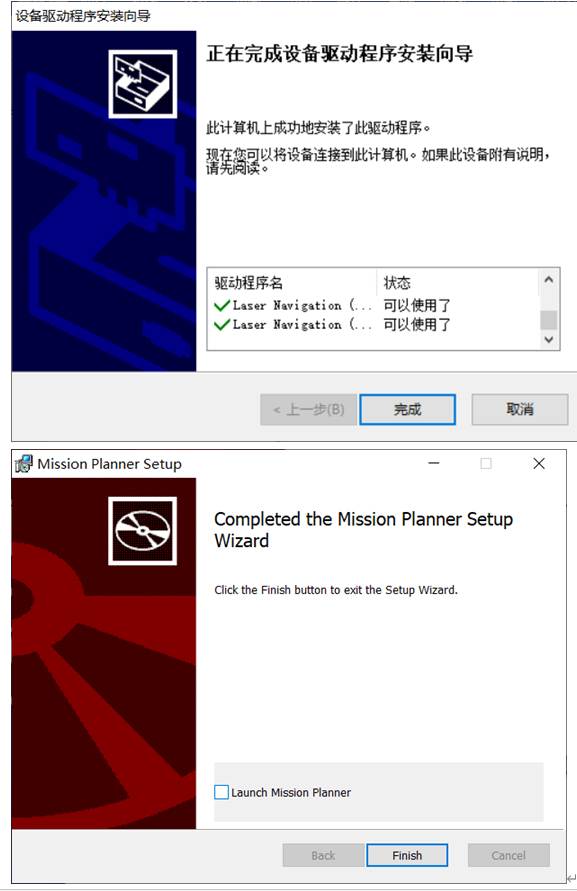 设备驱动程序安装向导
正在完成设备驱动程序安装向导
此计算机上成功地安装了此驱动程序。
现在您可以将设备连接到此计算机。如果此设备附有说明，
请先阅读。
驱动程序名 状态
Laser Navigation (... 可以使用了
Laser Navigation (... 可以使用了
< 上一步(B) 完成 取消
Mission Planner Setup
Completed the Mission Planner Setup
Wizard
Click the Finish button to exit the Setup Wizard.
Launch Mission Planner
Back Finish Cancel